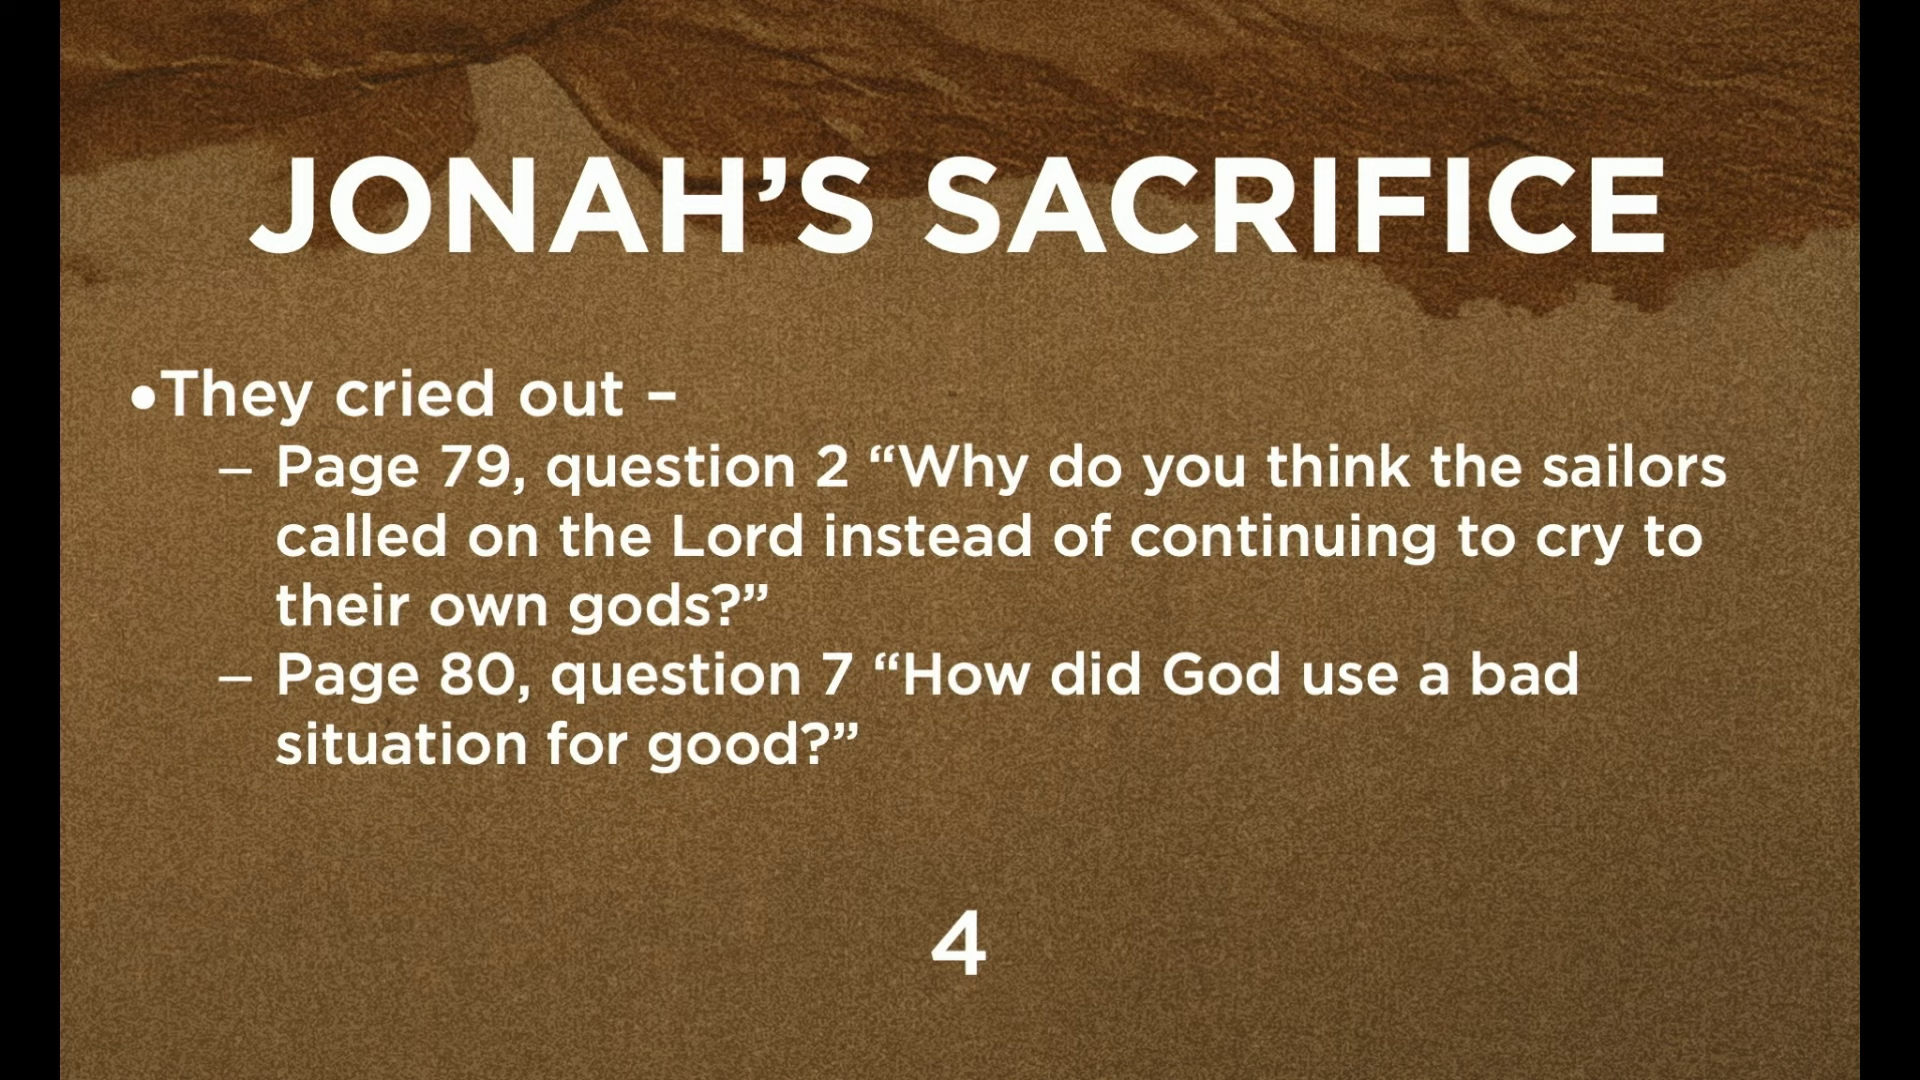 JONAH’S SACRIFICE
•They cried out –
– Page 79, question 2 “Why do you think the sailors
called on the Lord instead of continuing to cry to
their own gods?”
– Page 80, question 7 “How did God use a bad
situation for good?”
4